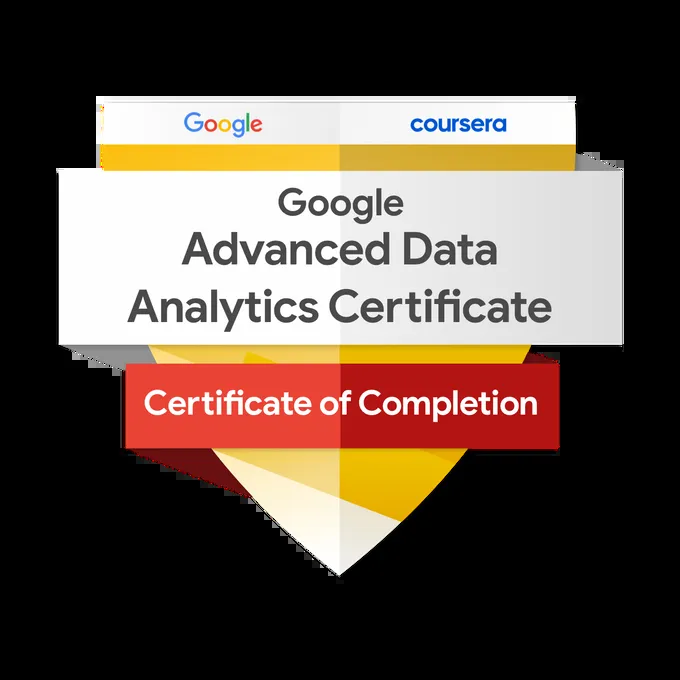 Google coursera
Google
Advanced Data
Analytics Certificate
Certificate of Completion